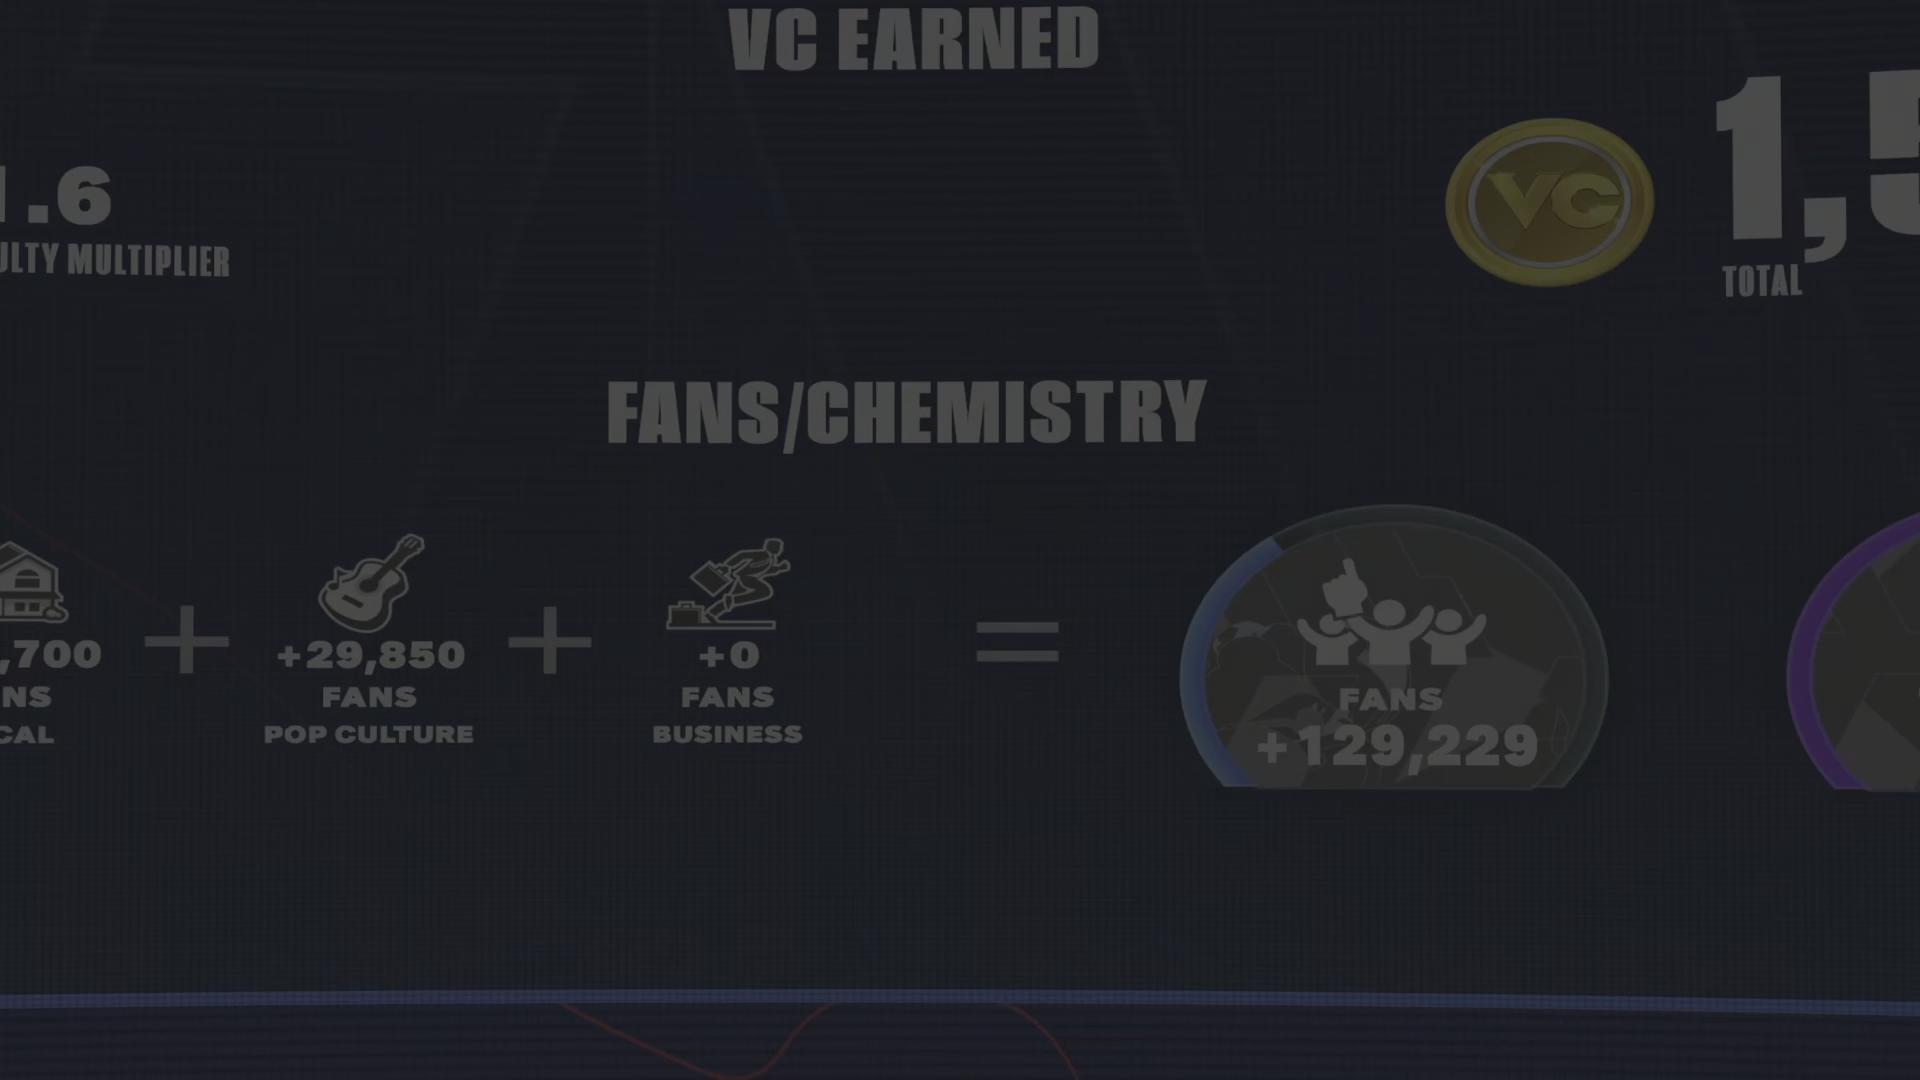 VC EARNED
1.6
ULTY MULTIPLIER
VC
1,5
TOTAL
FANS/CHEMISTRY
,700
NS
CAL
+29,850
FANS
POP CULTURE
+0
FANS
BUSINESS
=
FANS
+129,229